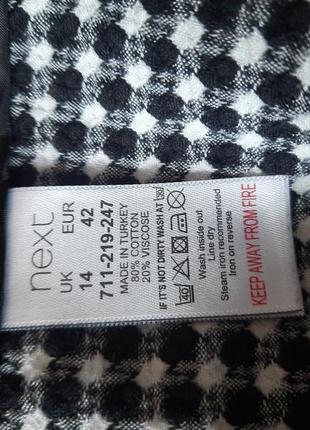 next
UK EUR
14 42
711-219-247
MADE IN TURKEY
80% COTTON
20% VISCOSE
IF IT'S NOT DIRTY WASH AT 30
40
Wash inside out
Line dry
Steam iron recommended
Iron on reverse
KEEP AWAY FROM FIRE